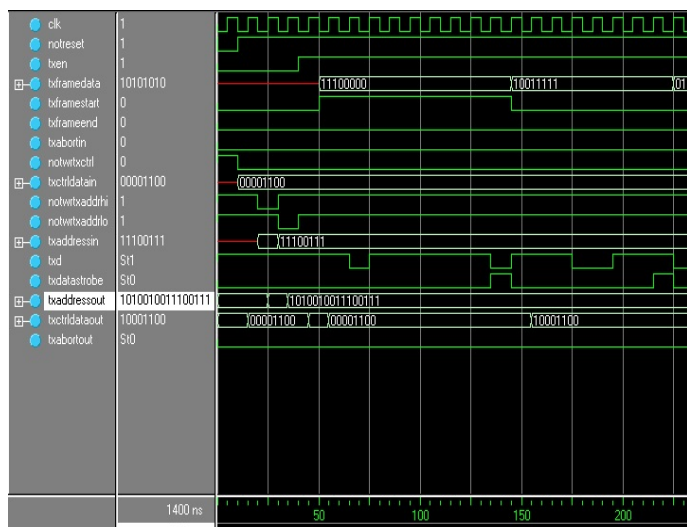 clk 1
notreset 1
txen 1
txframedata 10101010 11100000 10011111 01
txframestart 0
txframeend 0
txabortin 0
notwrtxctrl 0
txctrldatain 00001100 00001100
notwrtxaddrhi 1
notwrtxaddrlo 1
txaddressin 11100111 11100111
txd St1
txdatastrobe St0
txaddressout 1010010011100111 1010010011100111
txctrldataout 10001100 00001100 00001100 10001100
txabortout St0
1400 ns 50 100 150 200